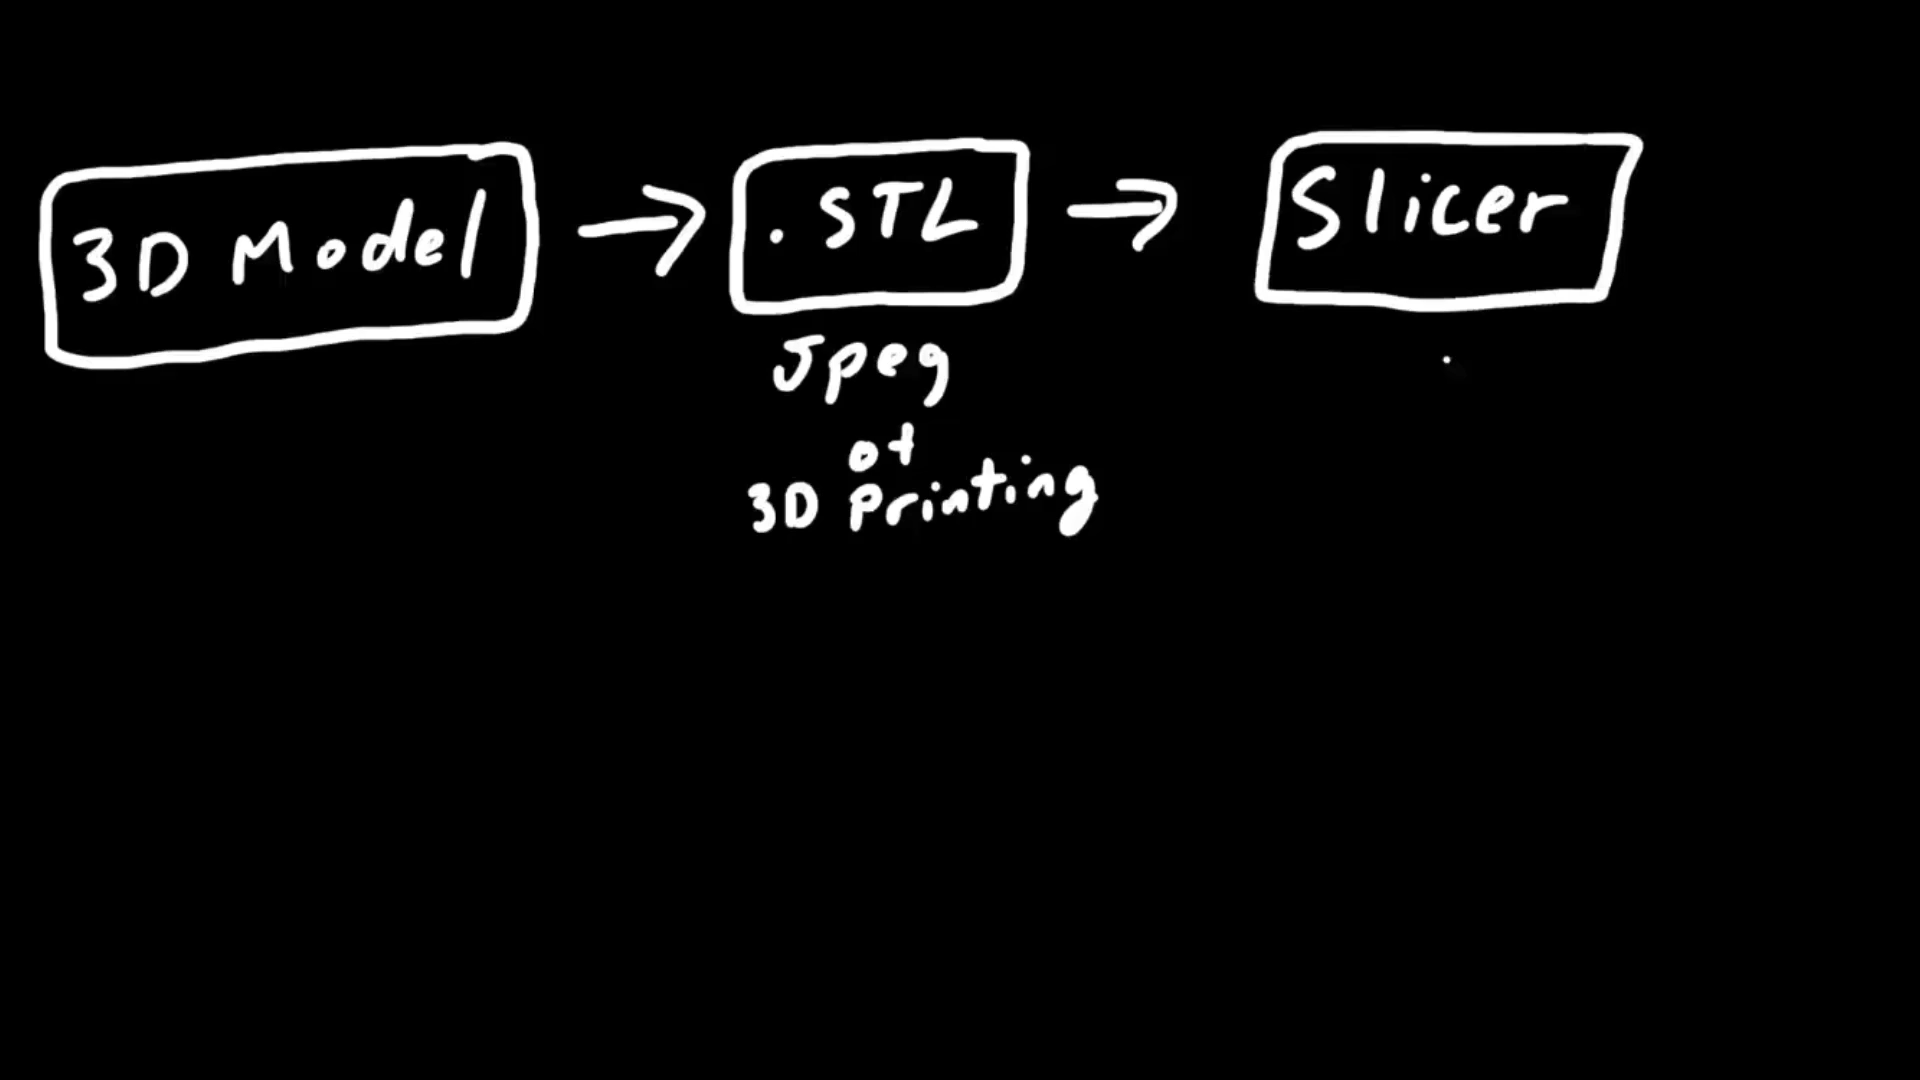 3D Model → .STL → Slicer
Jpeg
of
3D Printing